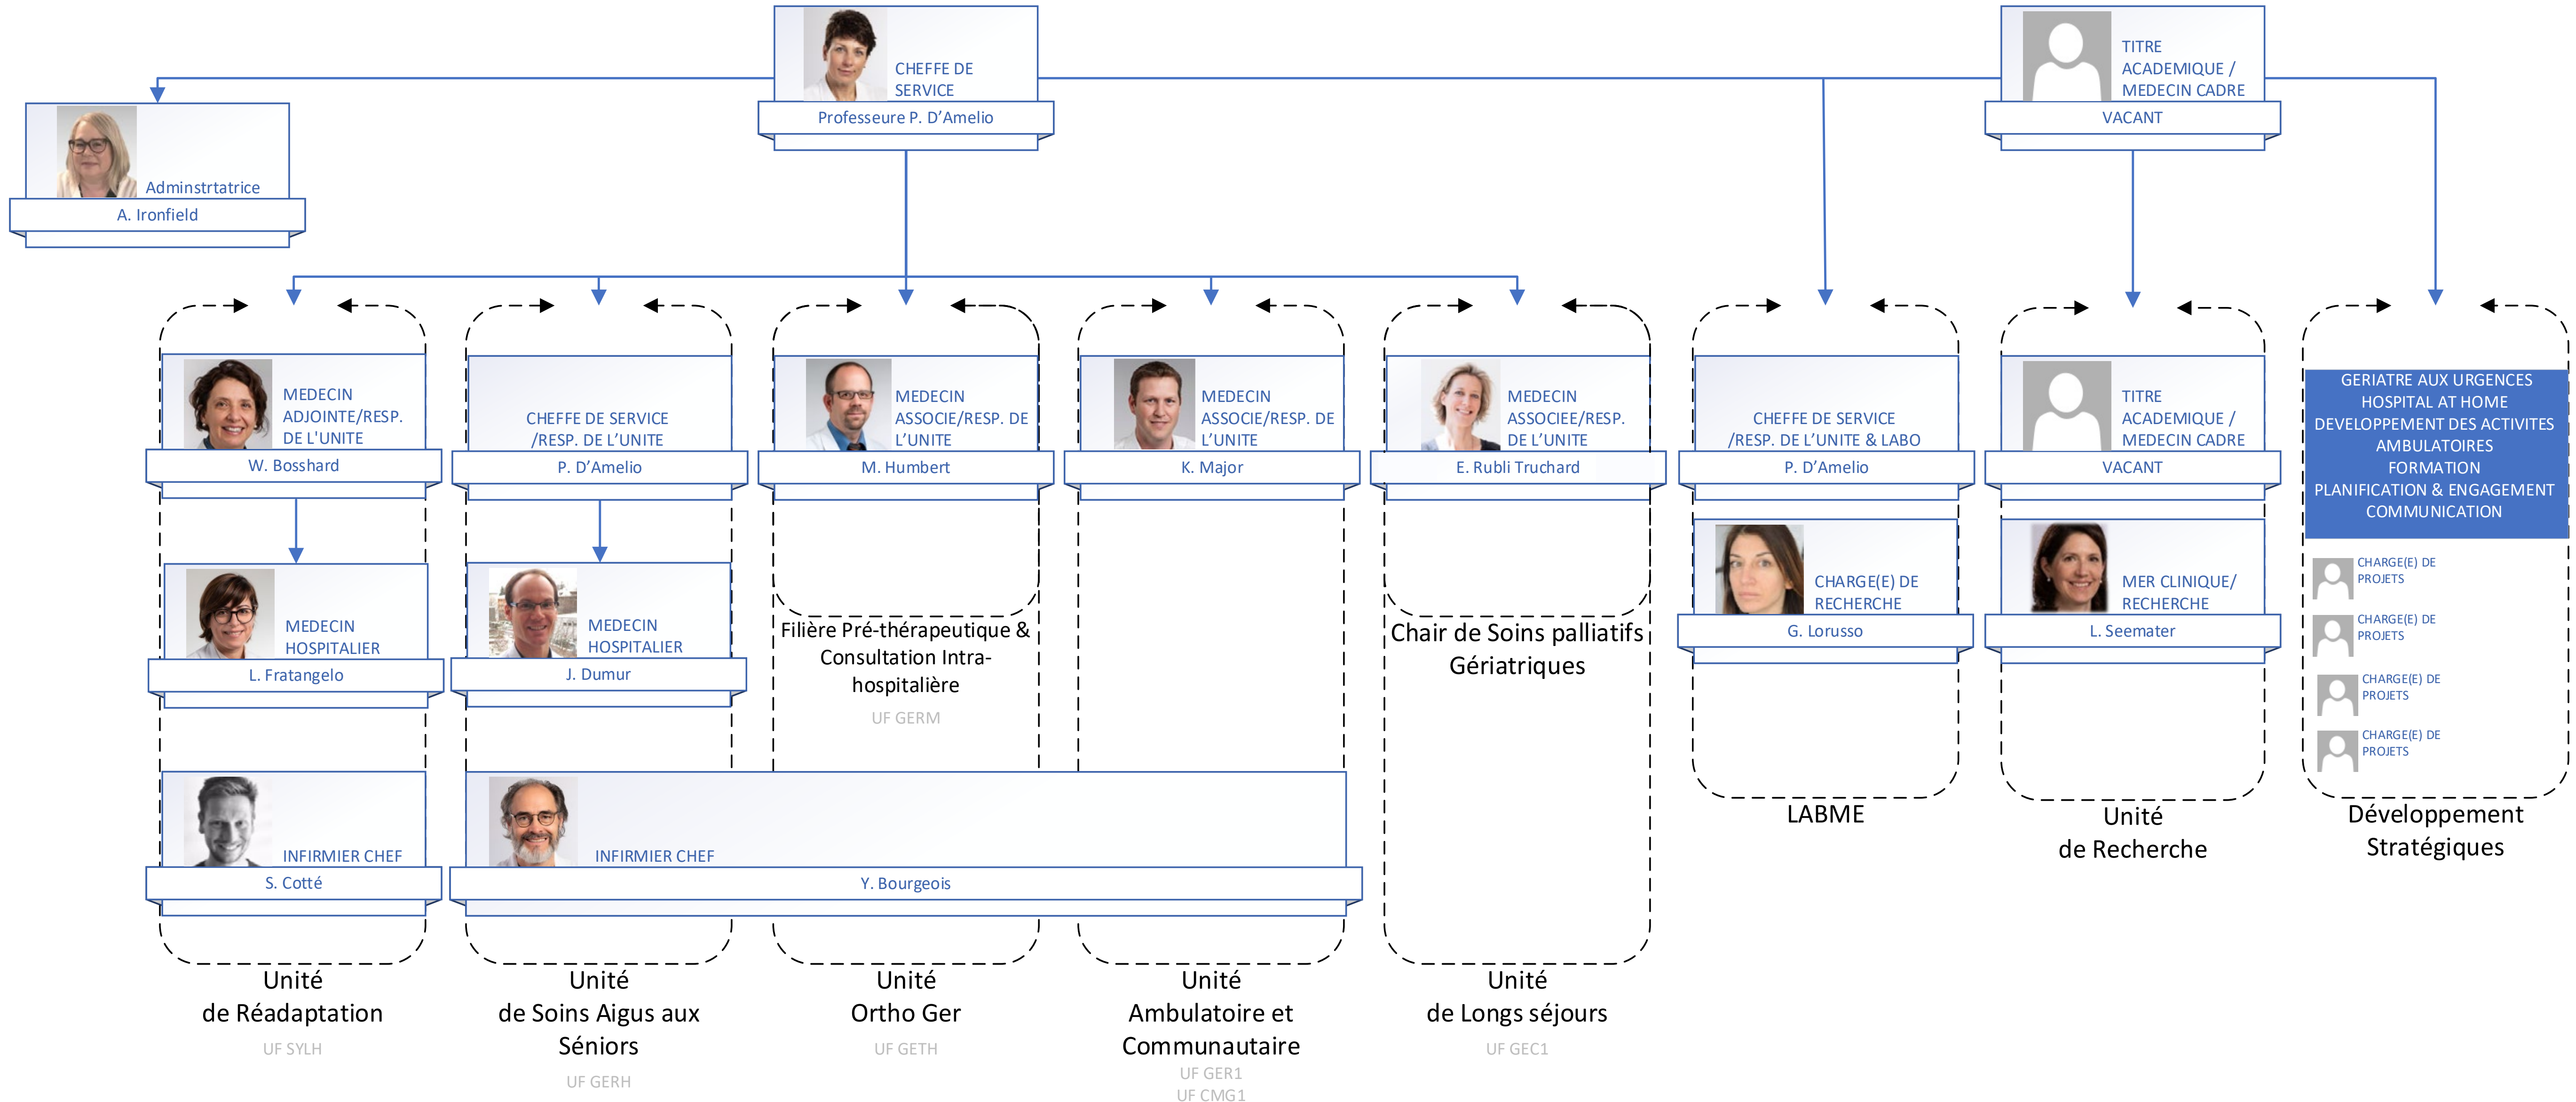 CHEFFE DE
SERVICE
Professeure P. D’Amelio
TITRE
ACADEMIQUE /
MEDECIN CADRE
VACANT
Adminstrtatrice
A. Ironfield
MEDECIN
ADJOINTE/RESP.
DE L'UNITE
W. Bosshard
MEDECIN
HOSPITALIER
L. Fratangelo
INFIRMIER CHEF
S. Cotté
Unité
de Réadaptation
UF SYLH
CHEFFE DE SERVICE
/RESP. DE L’UNITE
P. D’Amelio
MEDECIN
HOSPITALIER
J. Dumur
INFIRMIER CHEF
Y. Bourgeois
Unité
de Soins Aigus aux
Séniors
UF GERH
MEDECIN
ASSOCIE/RESP. DE
L’UNITE
M. Humbert
Filière Pré-thérapeutique &
Consultation Intra-
hospitalière
UF GERM
Unité
Ortho Ger
UF GETH
MEDECIN
ASSOCIE/RESP. DE
L’UNITE
K. Major
Unité
Ambulatoire et
Communautaire
UF GER1
UF CMG1
MEDECIN
ASSOCIEE/RESP.
DE L’UNITE
E. Rubli Truchard
Chair de Soins palliatifs
Gériatriques
Unité
de Longs séjours
UF GEC1
CHEFFE DE SERVICE
/RESP. DE L’UNITE & LABO
P. D’Amelio
CHARGE(E) DE
RECHERCHE
G. Lorusso
LABME
TITRE
ACADEMIQUE /
MEDECIN CADRE
VACANT
MER CLINIQUE/
RECHERCHE
L. Seemater
Unité
de Recherche
GERIATRE AUX URGENCES
HOSPITAL AT HOME
DEVELOPPEMENT DES ACTIVITES
AMBULATOIRES
FORMATION
PLANIFICATION & ENGAGEMENT
COMMUNICATION
CHARGE(E) DE
PROJETS
CHARGE(E) DE
PROJETS
CHARGE(E) DE
PROJETS
CHARGE(E) DE
PROJETS
Développement
Stratégiques